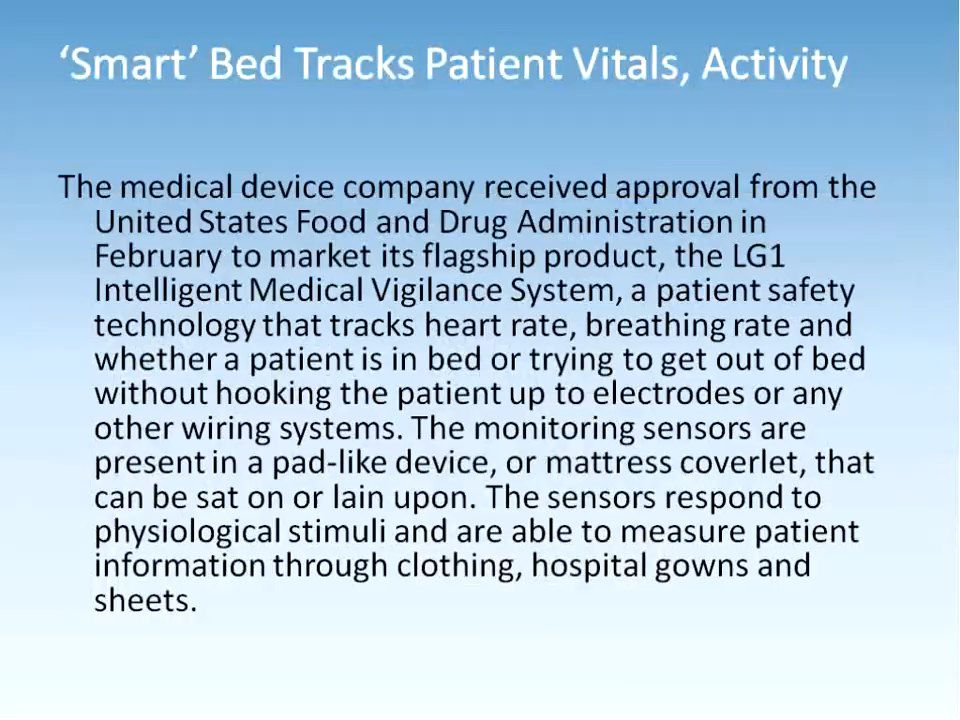 ‘Smart’ Bed Tracks Patient Vitals, Activity
The medical device company received approval from the
United States Food and Drug Administration in
February to market its flagship product, the LG1
Intelligent Medical Vigilance System, a patient safety
technology that tracks heart rate, breathing rate and
whether a patient is in bed or trying to get out of bed
without hooking the patient up to electrodes or any
other wiring systems. The monitoring sensors are
present in a pad-like device, or mattress coverlet, that
can be sat on or lain upon. The sensors respond to
physiological stimuli and are able to measure patient
information through clothing, hospital gowns and
sheets.